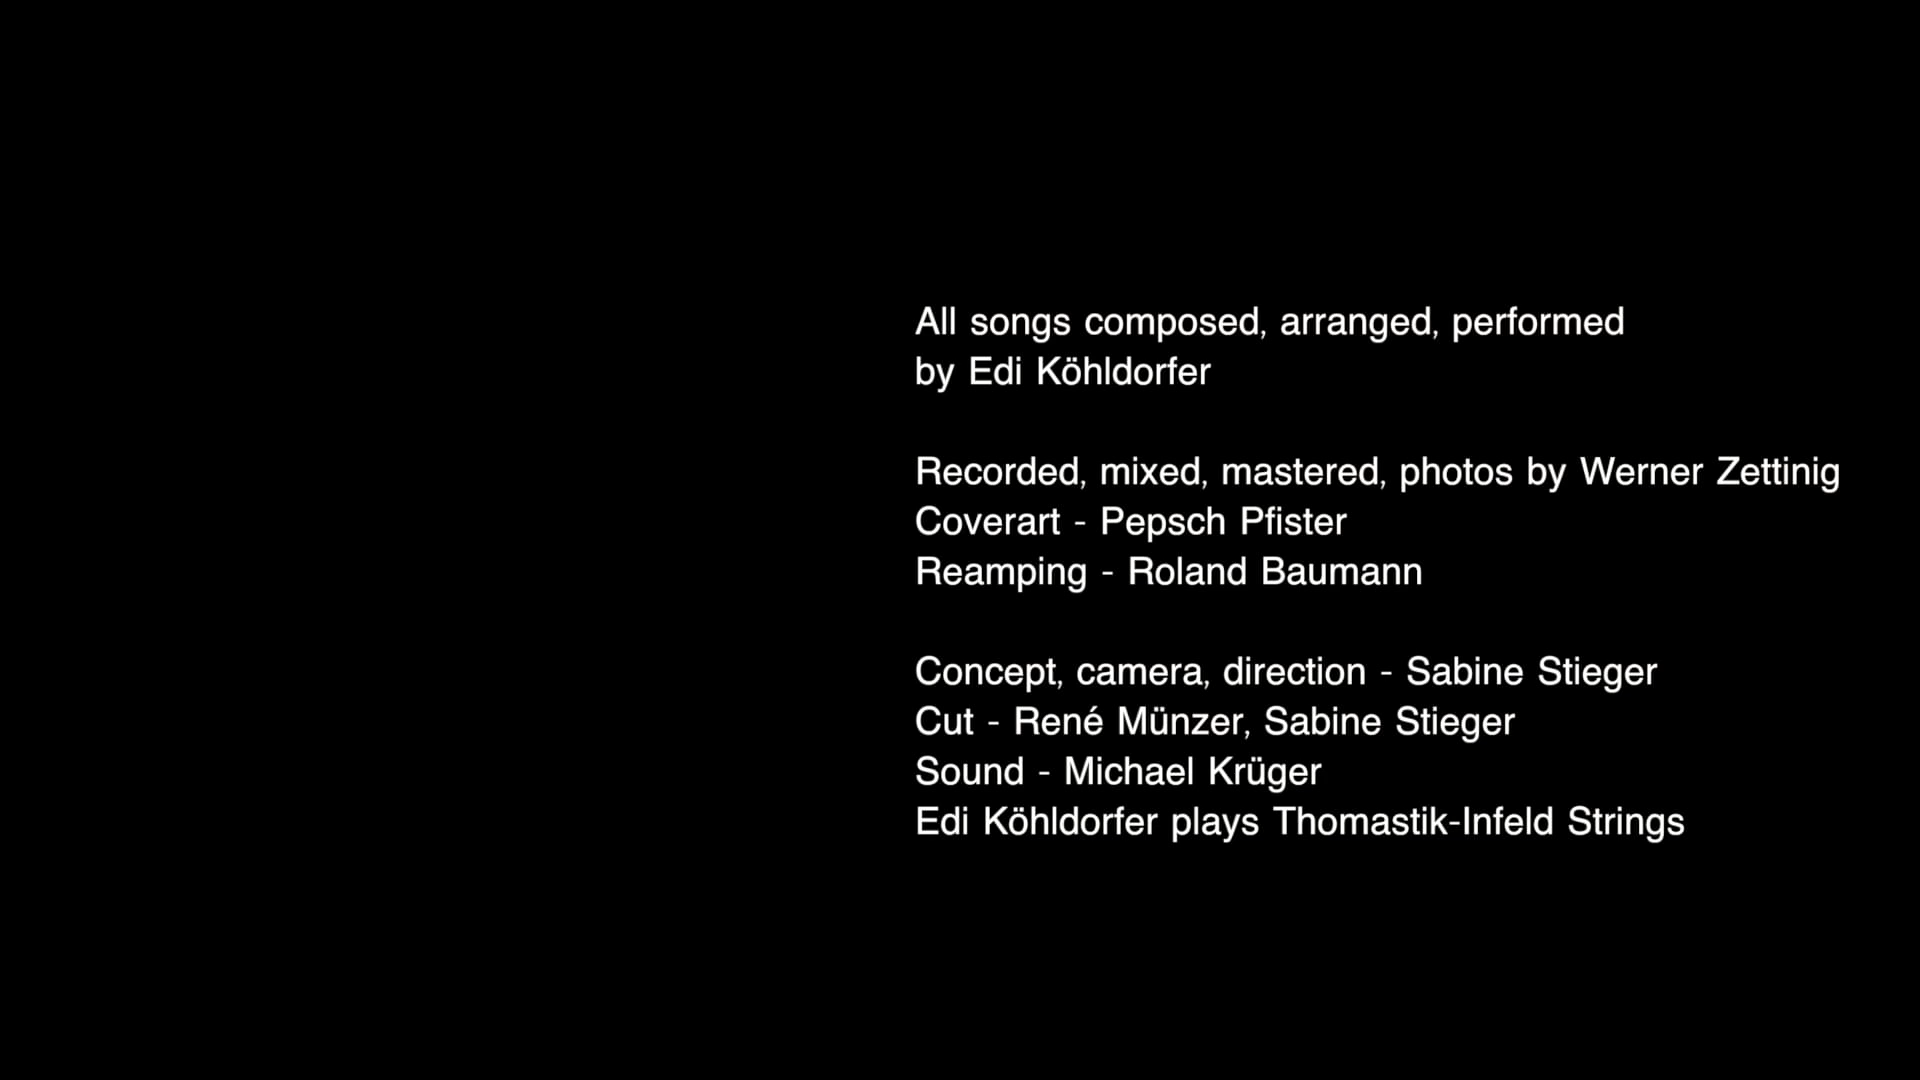 All songs composed, arranged, performed
by Edi Köhldorfer
Recorded, mixed, mastered, photos by Werner Zettinig
Coverart - Pepsch Pfister
Reamping - Roland Baumann
Concept, camera, direction - Sabine Stieger
Cut - René Münzer, Sabine Stieger
Sound - Michael Krüger
Edi Köhldorfer plays Thomastik-Infeld Strings